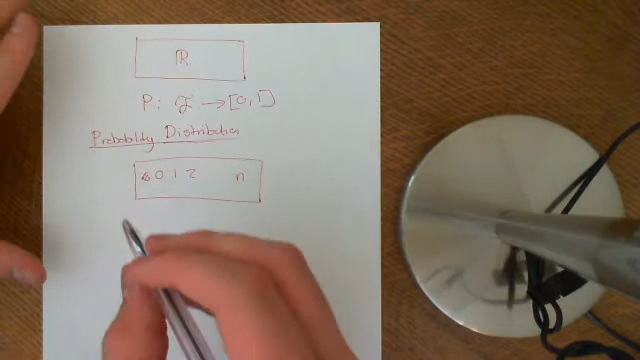 ℝ
P: ℱ → [0, 1]
Probability Distribution
0 1 2 n